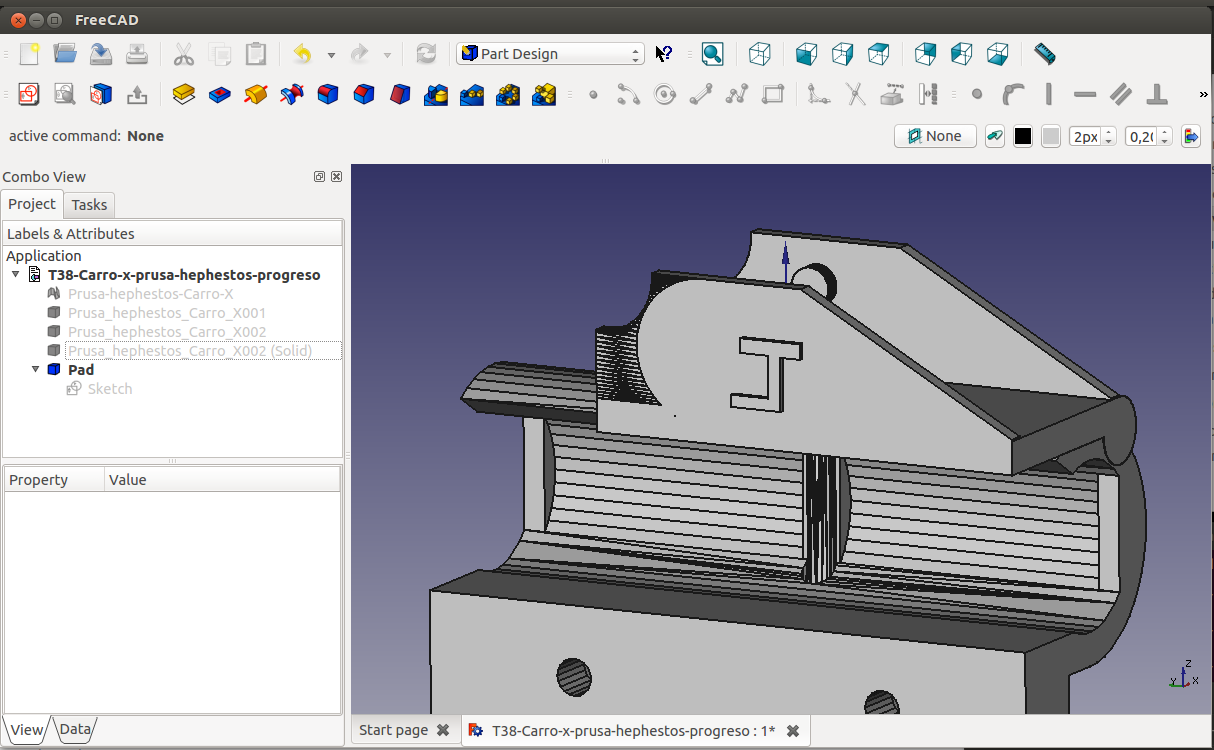 FreeCAD
Part Design
active command: None
None
2px
0,20
Combo View
Project
Tasks
Labels & Attributes
Application
T38-Carro-x-prusa-hephestos-progreso
Prusa-hephestos-Carro-X
Prusa_hephestos_Carro_X001
Prusa_hephestos_Carro_X002
Prusa_hephestos_Carro_X002 (Solid)
Pad
Sketch
Property
Value
View
Data
Z
Y
X
Start page
T38-Carro-x-prusa-hephestos-progreso : 1*